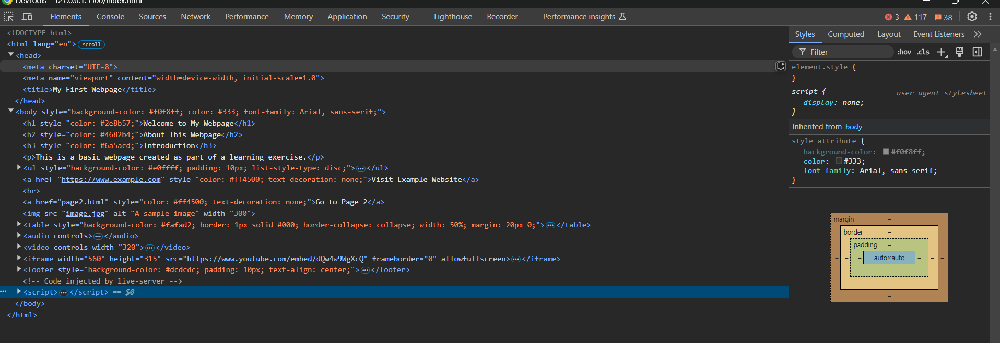 DevTools - 127.0.0.1:5500/index.html
Elements Console Sources Network Performance Memory Application Security Lighthouse Recorder Performance insights 3 117 38
<!DOCTYPE html>
<html lang="en"> scroll
<head>
<meta charset="UTF-8">
<meta name="viewport" content="width=device-width, initial-scale=1.0">
<title>My First Webpage</title>
</head>
<body style="background-color: #f0f8ff; color: #333; font-family: Arial, sans-serif;">
<h1 style="color: #2e8b57;">Welcome to My Webpage</h1>
<h2 style="color: #4682b4;">About This Webpage</h2>
<h3 style="color: #6a5acd;">Introduction</h3>
<p>This is a basic webpage created as part of a learning exercise.</p>
<ul style="background-color: #e0ffff; padding: 10px; list-style-type: disc;">…</ul>
<a href="https://www.example.com" style="color: #ff4500; text-decoration: none;">Visit Example Website</a>
<br>
<a href="page2.html" style="color: #ff4500; text-decoration: none;">Go to Page 2</a>
<img src="image.jpg" alt="A sample image" width="300">
<table style="background-color: #fafad2; border: 1px solid #000; border-collapse: collapse; width: 50%; margin: 20px 0;">…</table>
<audio controls>…</audio>
<video controls width="320">…</video>
<iframe width="560" height="315" src="https://www.youtube.com/embed/dQw4w9WgXcQ" frameborder="0" allowfullscreen>…</iframe>
<footer style="background-color: #dcdcdc; padding: 10px; text-align: center;">…</footer>
<!-- Code injected by live-server -->
… <script>…</script> == $0
</body>
</html>
Styles Computed Layout Event Listeners
Filter :hov .cls
element.style {
}
script { user agent stylesheet
display: none;
}
Inherited from body
style attribute {
background-color: #f0f8ff;
color: #333;
font-family: Arial, sans-serif;
}
margin –
border –
padding –
– – – auto×auto – – –
–
–
–